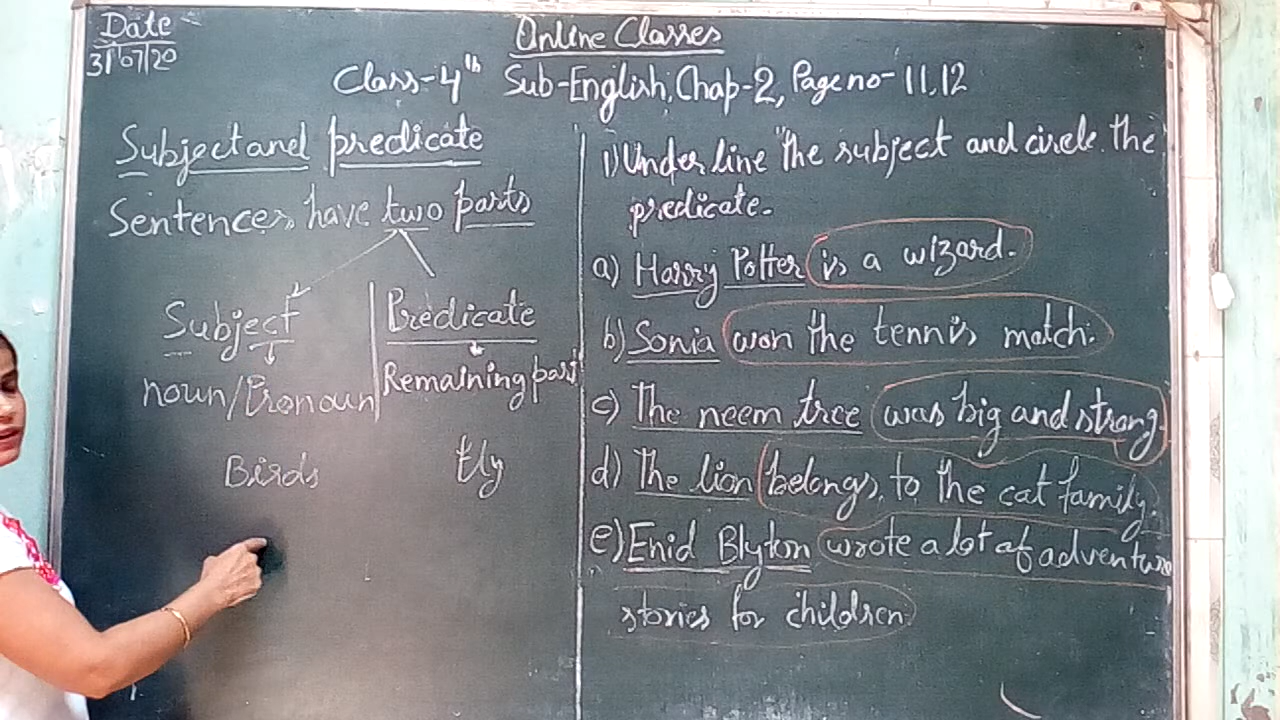 Date
31/07/20
Online Classes
Class-4th Sub-English, Chap-2, Page no-11,12
Subject and predicate
Sentences have two parts
Subject Predicate
noun/Pronoun Remaining part
Birds fly
1) Underline the subject and circle the
predicate.
a) Harry Potter is a wizard.
b) Sonia won the tennis match.
c) The neem tree was big and strong.
d) The lion belongs to the cat family.
e) Enid Blyton wrote a lot of adventure
stories for children.